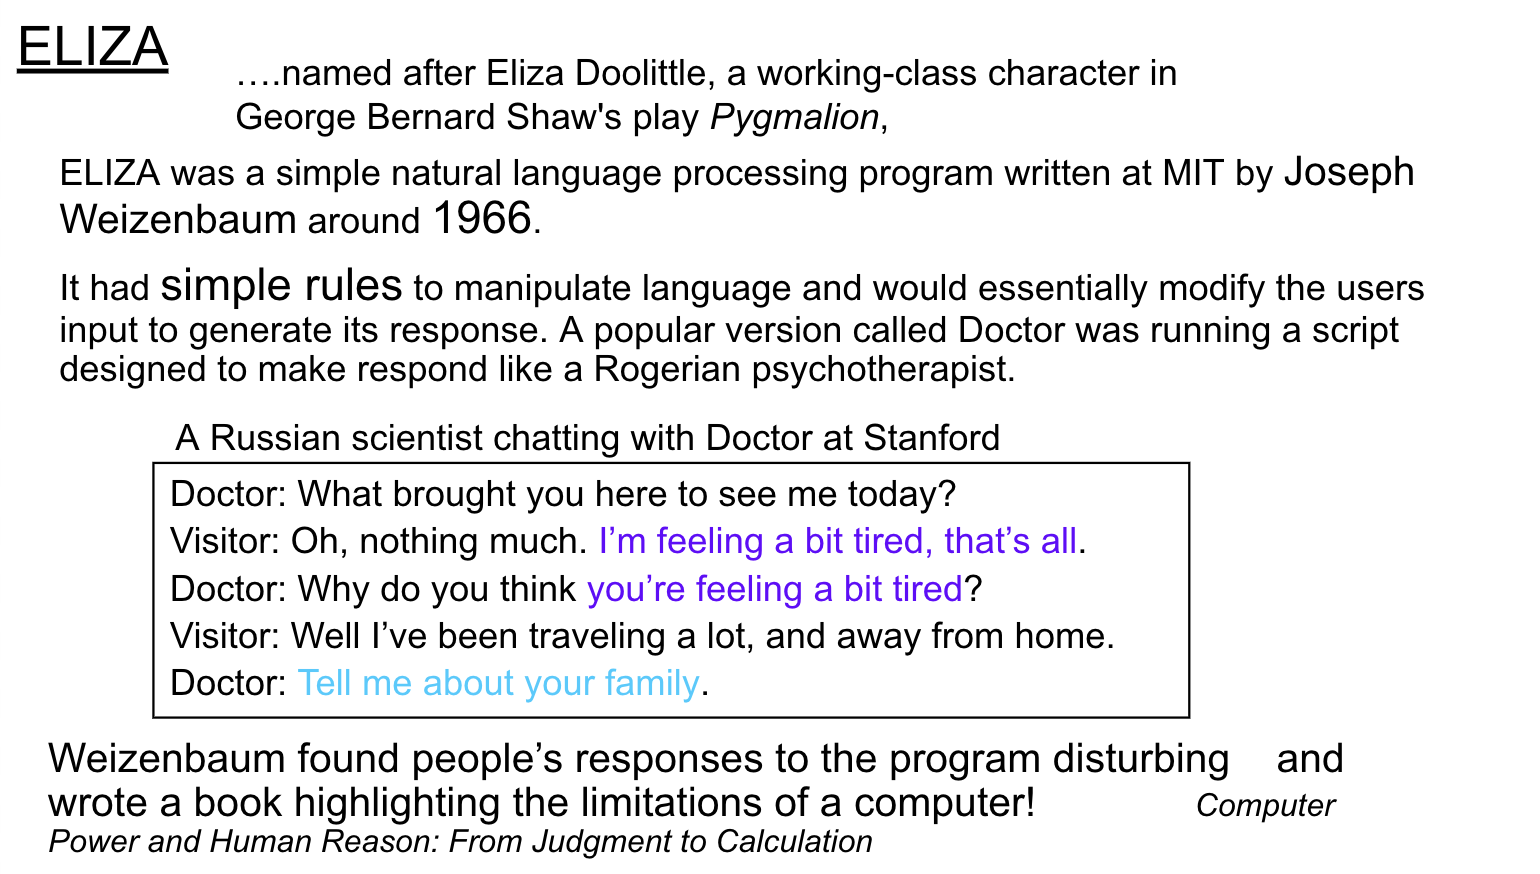 ELIZA
….named after Eliza Doolittle, a working-class character in
George Bernard Shaw's play Pygmalion,
ELIZA was a simple natural language processing program written at MIT by Joseph
Weizenbaum around 1966.
It had simple rules to manipulate language and would essentially modify the users
input to generate its response. A popular version called Doctor was running a script
designed to make respond like a Rogerian psychotherapist.
A Russian scientist chatting with Doctor at Stanford
Doctor: What brought you here to see me today?
Visitor: Oh, nothing much. I’m feeling a bit tired, that’s all.
Doctor: Why do you think you’re feeling a bit tired?
Visitor: Well I’ve been traveling a lot, and away from home.
Doctor: Tell me about your family.
Weizenbaum found people’s responses to the program disturbing and
wrote a book highlighting the limitations of a computer! Computer
Power and Human Reason: From Judgment to Calculation